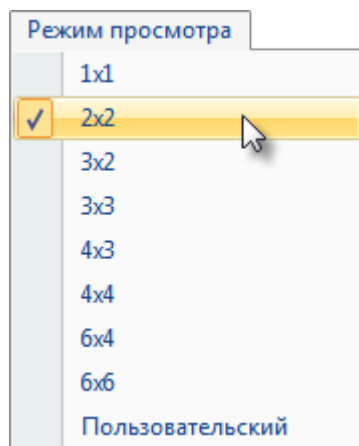 Режим просмотра
1x1
2x2
3x2
3x3
4x3
4x4
6x4
6x6
Пользовательский